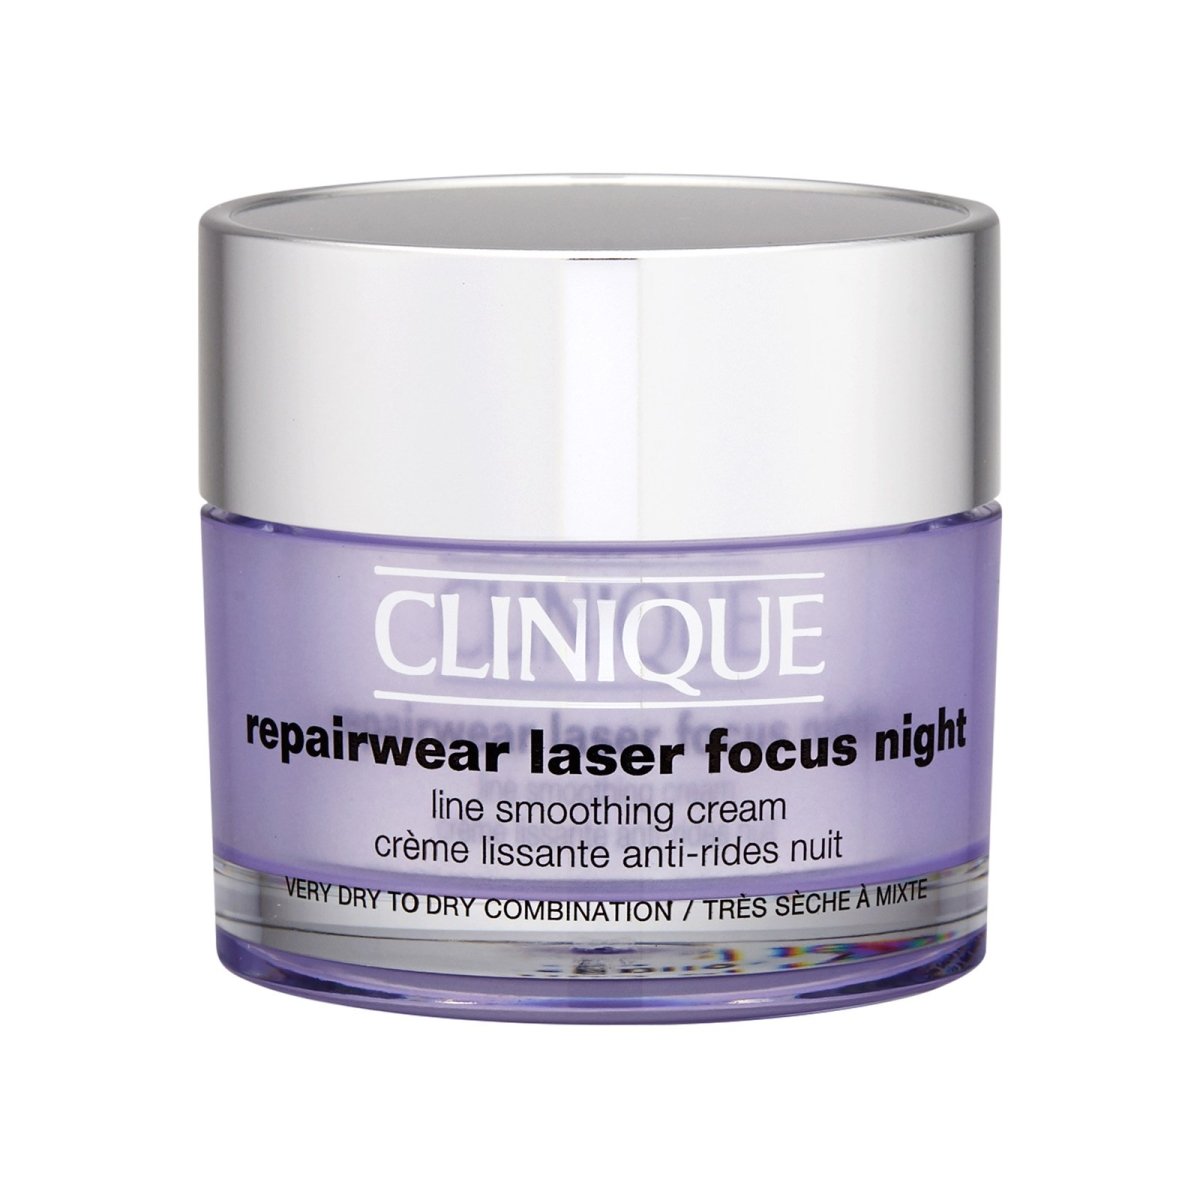 CLINIQUE
repairwear laser focus night
line smoothing cream
crème lissante anti-rides nuit
VERY DRY TO DRY COMBINATION / TRÈS SÈCHE À MIXTE